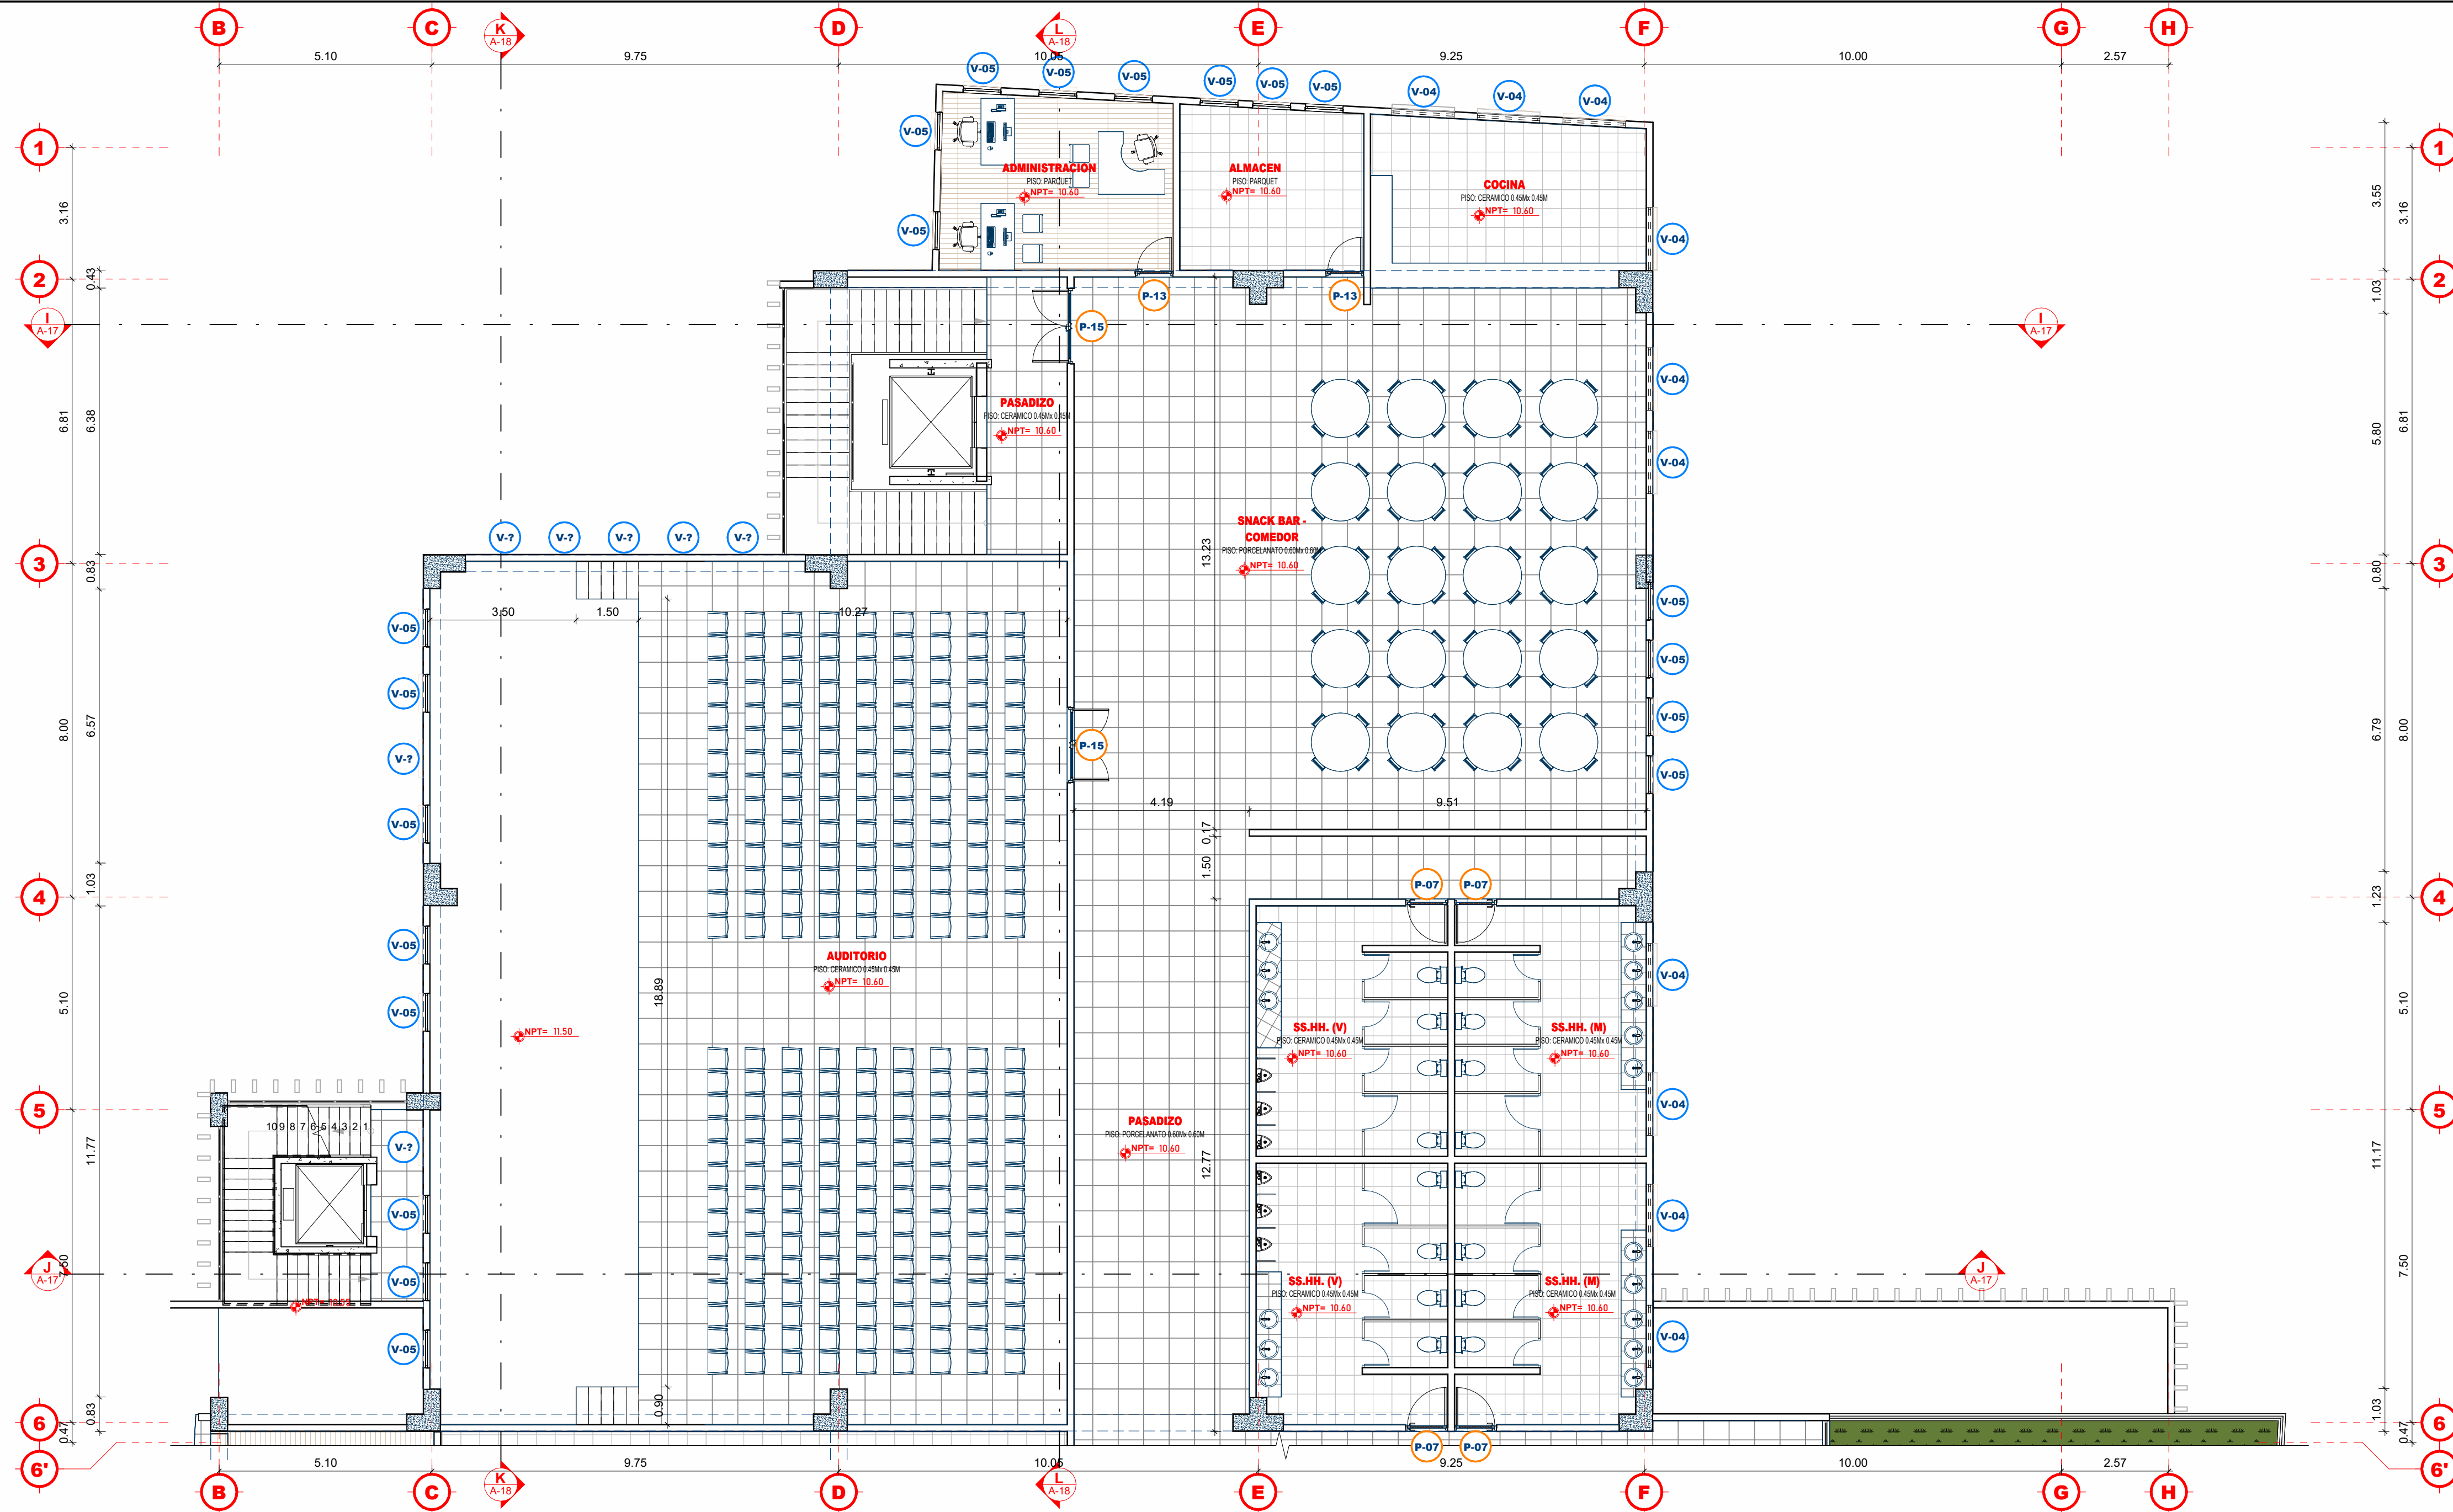 B
C
K
A-18
D
L
A-18
E
F
G
H
5.10
9.75
10.05
9.25
10.00
2.57
V-05
V-05
V-05
V-05
V-05
V-05
V-04
V-04
V-04
V-05
1
1
ADMINISTRACION
PISO: PARQUET
NPT= 10.60
ALMACEN
PISO: PARQUET
NPT= 10.60
COCINA
PISO: CERAMICO 0.45Mx 0.45M
NPT= 10.60
3.16
3.55
3.16
V-05
V-04
2
2
0.43
1.03
P-13
P-13
I
A-17
P-15
I
A-17
V-04
PASADIZO
PISO: CERAMICO 0.45Mx 0.45M
NPT= 10.60
6.81
6.38
5.80
6.81
V-04
V-?
V-?
V-?
V-?
V-?
SNACK BAR -
COMEDOR
PISO: PORCELANATO 0.60Mx 0.60M
NPT= 10.60
13.23
3
3
0.83
0.80
3.50
1.50
10.27
V-05
V-05
V-05
V-05
V-?
V-05
V-05
V-05
8.00
6.57
6.79
8.00
P-15
4.19
9.51
0.17
1.50
1.03
1.23
4
4
P-07
P-07
V-05
V-05
AUDITORIO
PISO: CERAMICO 0.45Mx 0.45M
NPT= 10.60
18.89
NPT= 11.50
5.10
5.10
V-04
SS.HH. (V)
PISO: CERAMICO 0.45Mx 0.45M
NPT= 10.60
SS.HH. (M)
PISO: CERAMICO 0.45Mx 0.45M
NPT= 10.60
V-04
5
5
10 9 8 7 6 5 4 3 2 1
V-?
PASADIZO
PISO: PORCELANATO 0.60Mx 0.60M
NPT= 10.60
11.77
12.77
11.17
V-05
V-04
J
A-17
7.50
V-05
SS.HH. (V)
PISO: CERAMICO 0.45Mx 0.45M
NPT= 10.60
SS.HH. (M)
PISO: CERAMICO 0.45Mx 0.45M
NPT= 10.60
J
A-17
7.50
NPT=
V-05
V-04
0.90
0.83
1.03
6
6
0.47
0.47
P-07
P-07
6'
6'
5.10
9.75
10.05
9.25
10.00
2.57
B
C
K
A-18
D
L
A-18
E
F
G
H